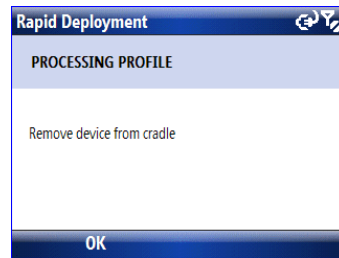 Rapid Deployment
PROCESSING PROFILE
Remove device from cradle
OK